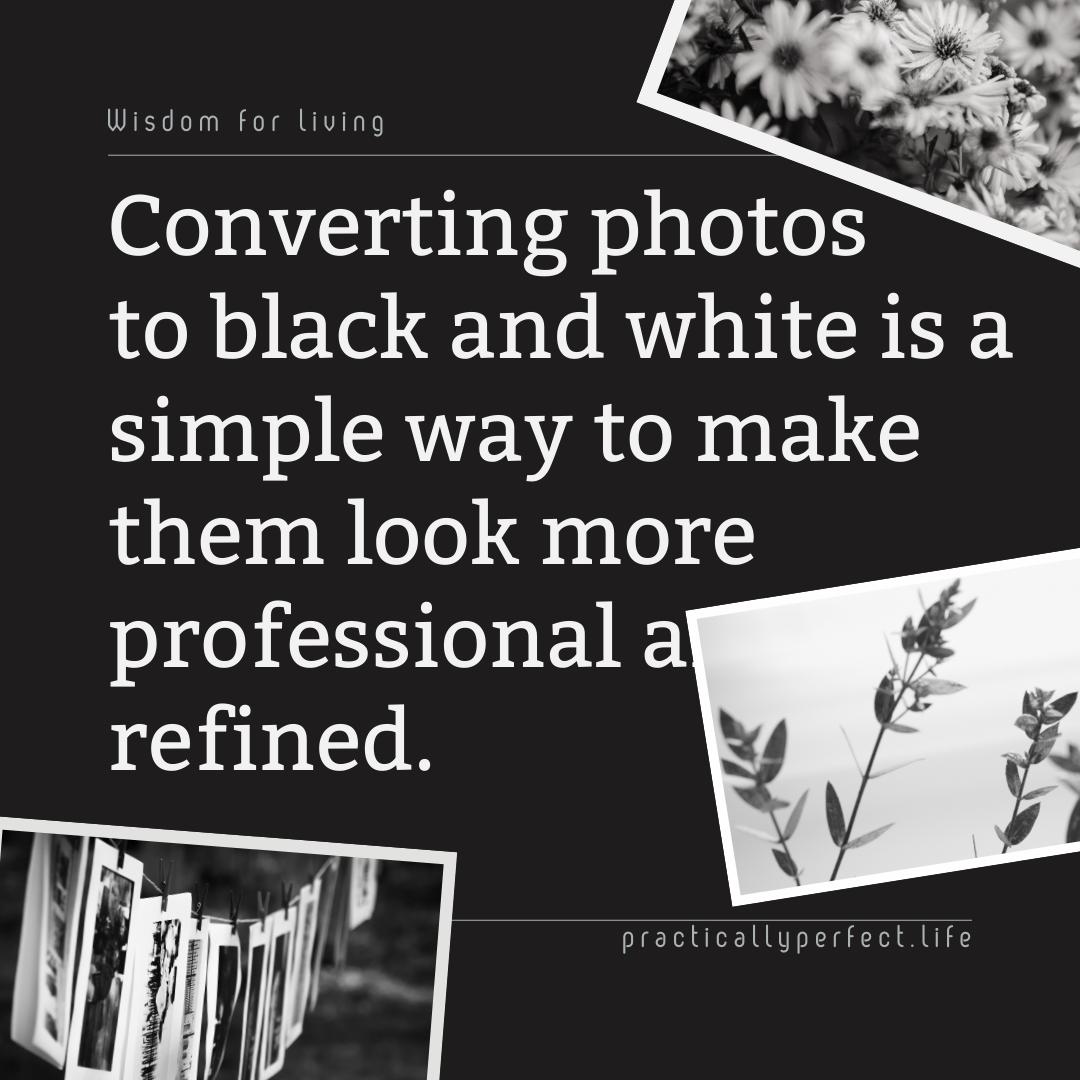 Wisdom for living
Converting photos
to black and white is a
simple way to make
them look more
professional
refined.
practicallyperfect.life